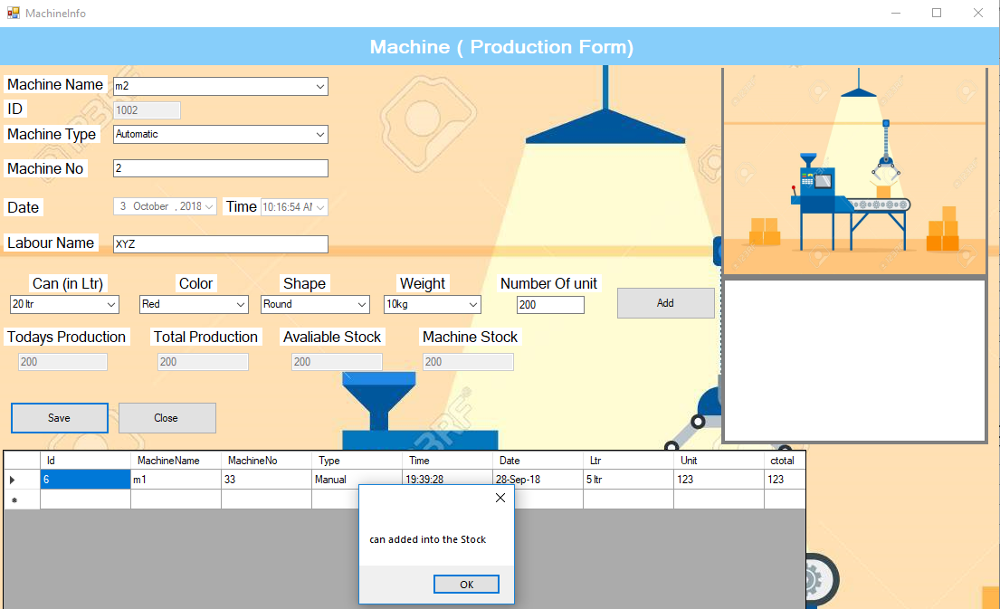 MachineInfo
Machine ( Production Form)
Machine Name m2
ID 1002
Machine Type Automatic
Machine No 2
Date 3 October , 2018 Time 10:16:54 AM
Labour Name XYZ
Can (in Ltr) Color Shape Weight Number Of unit
20 ltr Red Round 10kg 200 Add
Todays Production Total Production Avaliable Stock Machine Stock
200 200 200 200
Save Close
Id MachineName MachineNo Type Time Date Ltr Unit ctotal
6 m1 33 Manual 19:39:28 28-Sep-18 5 ltr 123 123
can added into the Stock
OK